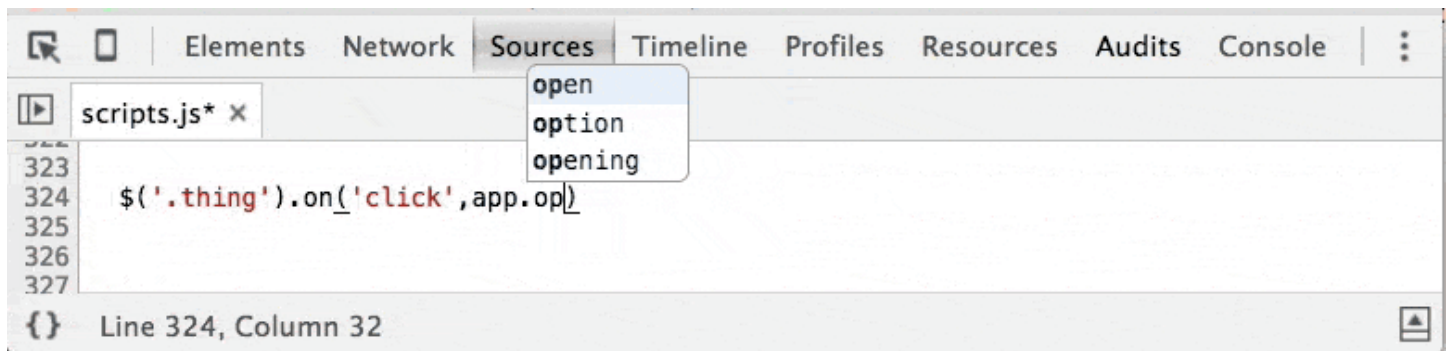 Elements Network Sources Timeline Profiles Resources Audits Console
open
scripts.js* ×
option
opening
322
323
324 $('.thing').on('click',app.op)
325
326
327
{} Line 324, Column 32